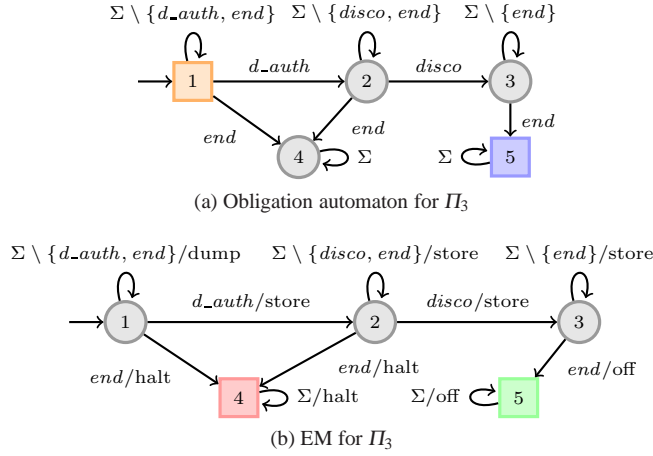 Σ \ {d_auth, end} Σ \ {disco, end} Σ \ {end}
1 d_auth 2 disco 3
end end end
4 Σ Σ 5
(a) Obligation automaton for Π₃
Σ \ {d_auth, end}/dump Σ \ {disco, end}/store Σ \ {end}/store
1 d_auth/store 2 disco/store 3
end/halt end/halt end/off
4 Σ/halt Σ/off 5
(b) EM for Π₃